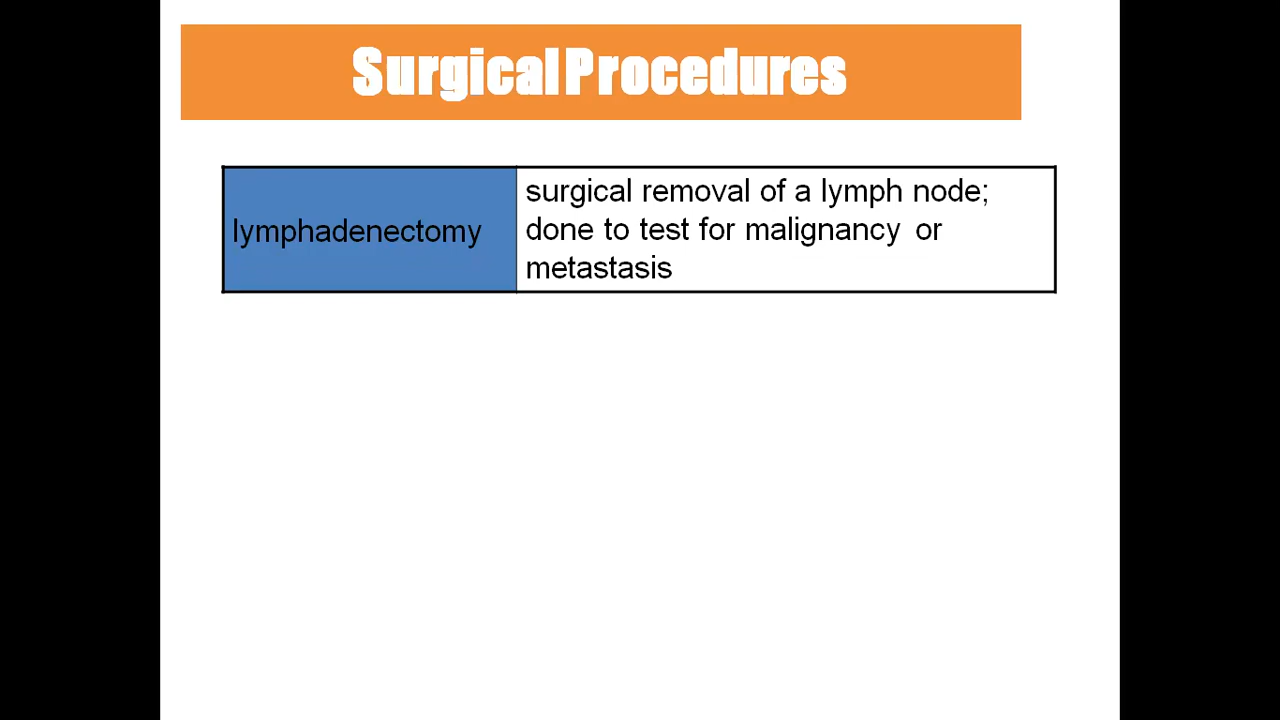 Surgical Procedures
lymphadenectomy
surgical removal of a lymph node;
done to test for malignancy or
metastasis